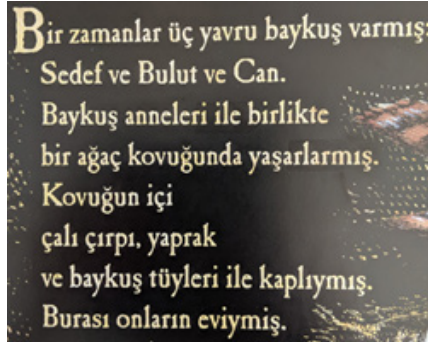 Bir zamanlar üç yavru baykuş varmış:
Sedef ve Bulut ve Can.
Baykuş anneleri ile birlikte
bir ağaç kovuğunda yaşarlarmış.
Kovuğun içi
çalı çırpı, yaprak
ve baykuş tüyleri ile kaplıymış.
Burası onların eviymiş.